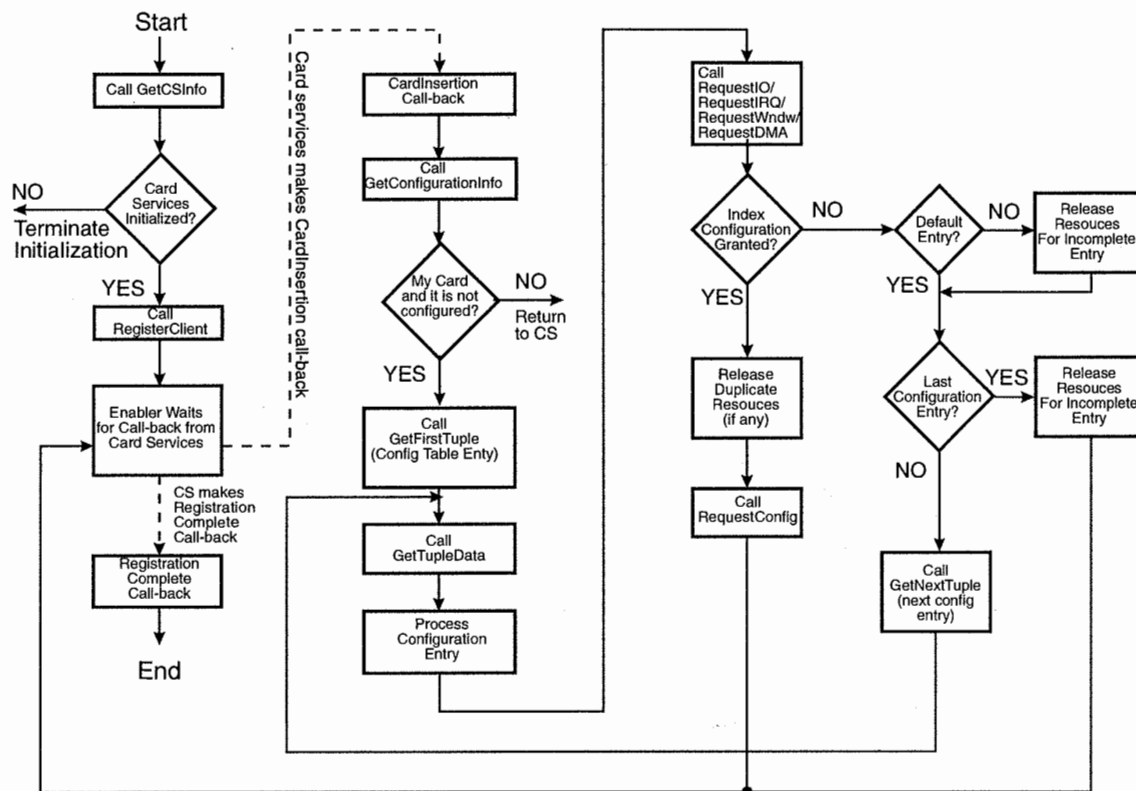 Start
Call GetCSInfo
Card
Services
Initialized?
NO
Terminate
Initialization
YES
Call
RegisterClient
Enabler Waits
for Call-back from
Card Services
CS makes
Registration
Complete
Call-back
Registration
Complete
Call-back
End
Card services makes CardInsertion call-back
CardInsertion
Call-back
Call
GetConfigurationInfo
My Card
and it is not
configured?
NO
Return
to CS
YES
Call
GetFirstTuple
(Config Table Enty)
Call
GetTupleData
Process
Configuration
Entry
Call
RequestIO/
RequestIRQ/
RequestWndw/
RequestDMA
Index
Configuration
Granted?
NO
YES
Release
Duplicate
Resouces
(if any)
Call
RequestConfig
Default
Entry?
NO
Release
Resouces
For Incomplete
Entry
YES
Last
Configuration
Entry?
YES
Release
Resouces
For Incomplete
Entry
NO
Call
GetNextTuple
(next config
entry)